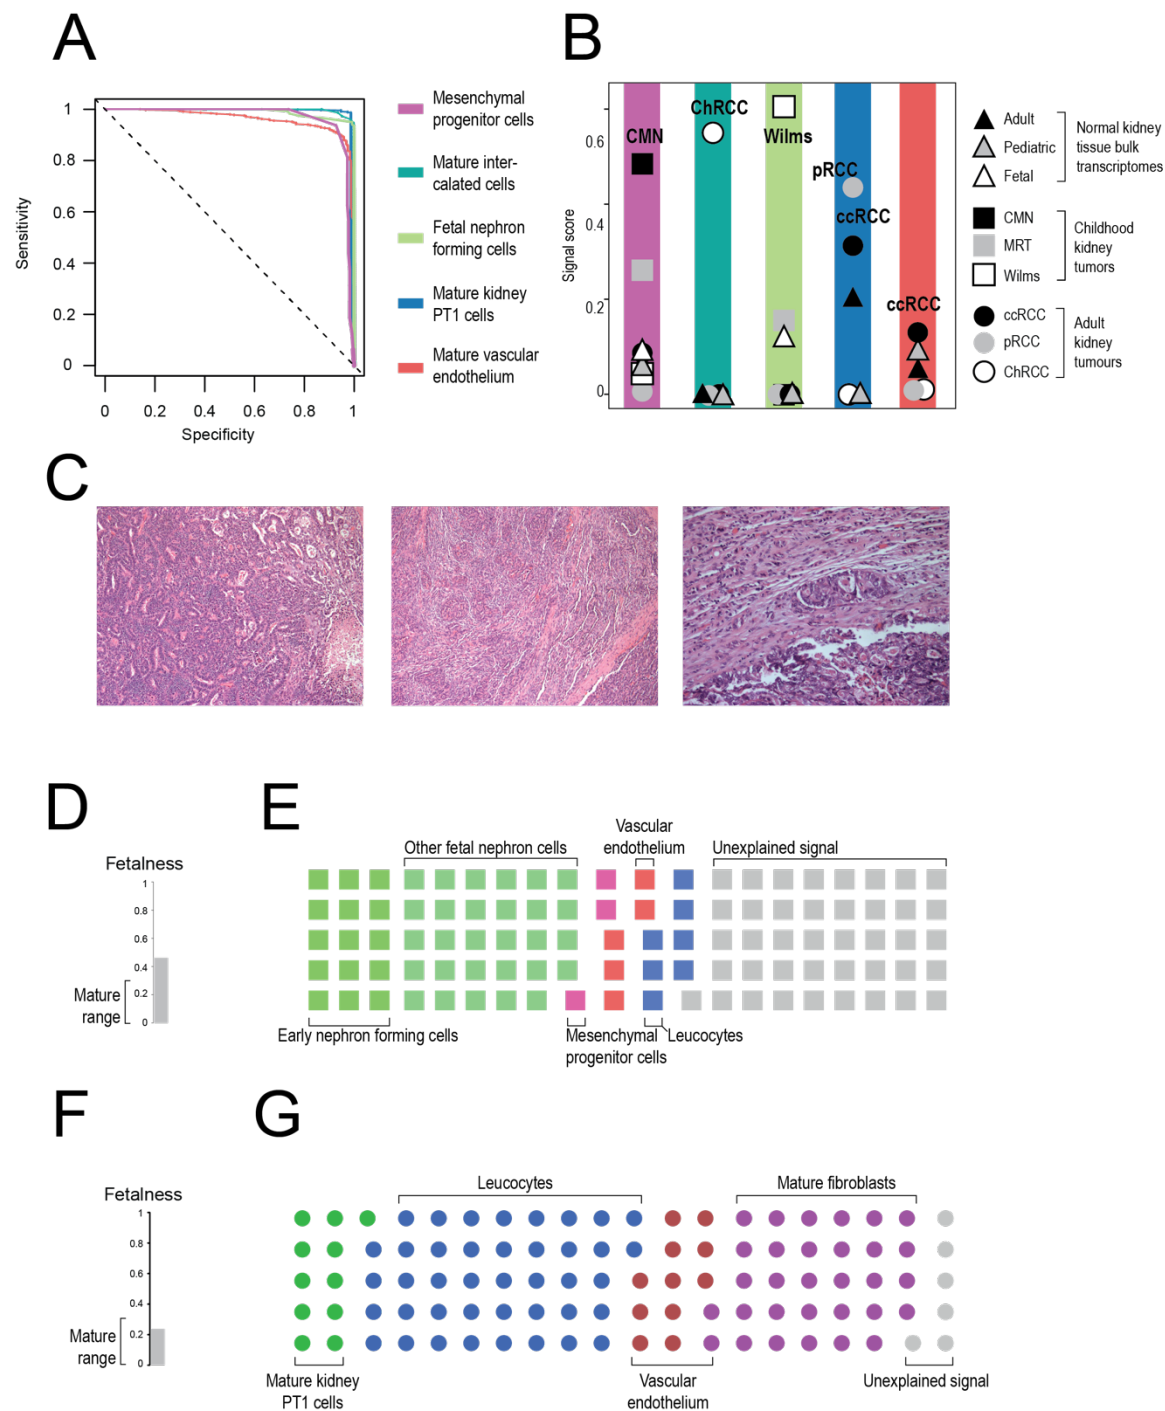 A
B
1
0.8
0.6
0.4
0.2
0
Sensitivity
0
0.2
0.4
0.6
0.8
1
Specificity
Mesenchymal
progenitor cells
Mature inter-
calated cells
Fetal nephron
forming cells
Mature kidney
PT1 cells
Mature vascular
endothelium
Signal score
0.6
0.4
0.2
0
CMN
ChRCC
Wilms
pRCC
ccRCC
ccRCC
Adult
Pediatric
Fetal
Normal kidney
tissue bulk
transcriptomes
CMN
MRT
Wilms
Childhood
kidney
tumors
ccRCC
pRCC
ChRCC
Adult
kidney
tumours
C
D
Fetalness
1
0.8
0.6
0.4
0.2
0
Mature
range
E
Other fetal nephron cells
Vascular
endothelium
Unexplained signal
Early nephron forming cells
Mesenchymal
progenitor cells
Leucocytes
F
Fetalness
1
0.8
0.6
0.4
0.2
0
Mature
range
G
Leucocytes
Mature fibroblasts
Mature kidney
PT1 cells
Vascular
endothelium
Unexplained signal